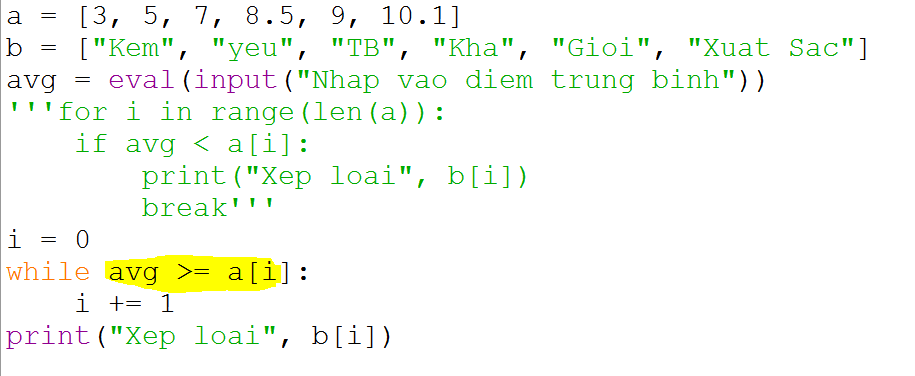 a = [3, 5, 7, 8.5, 9, 10.1]
b = ["Kem", "yeu", "TB", "Kha", "Gioi", "Xuat Sac"]
avg = eval(input("Nhap vao diem trung binh"))
'''for i in range(len(a)):
    if avg < a[i]:
        print("Xep loai", b[i])
        break'''
i = 0
while avg >= a[i]:
    i += 1
print("Xep loai", b[i])